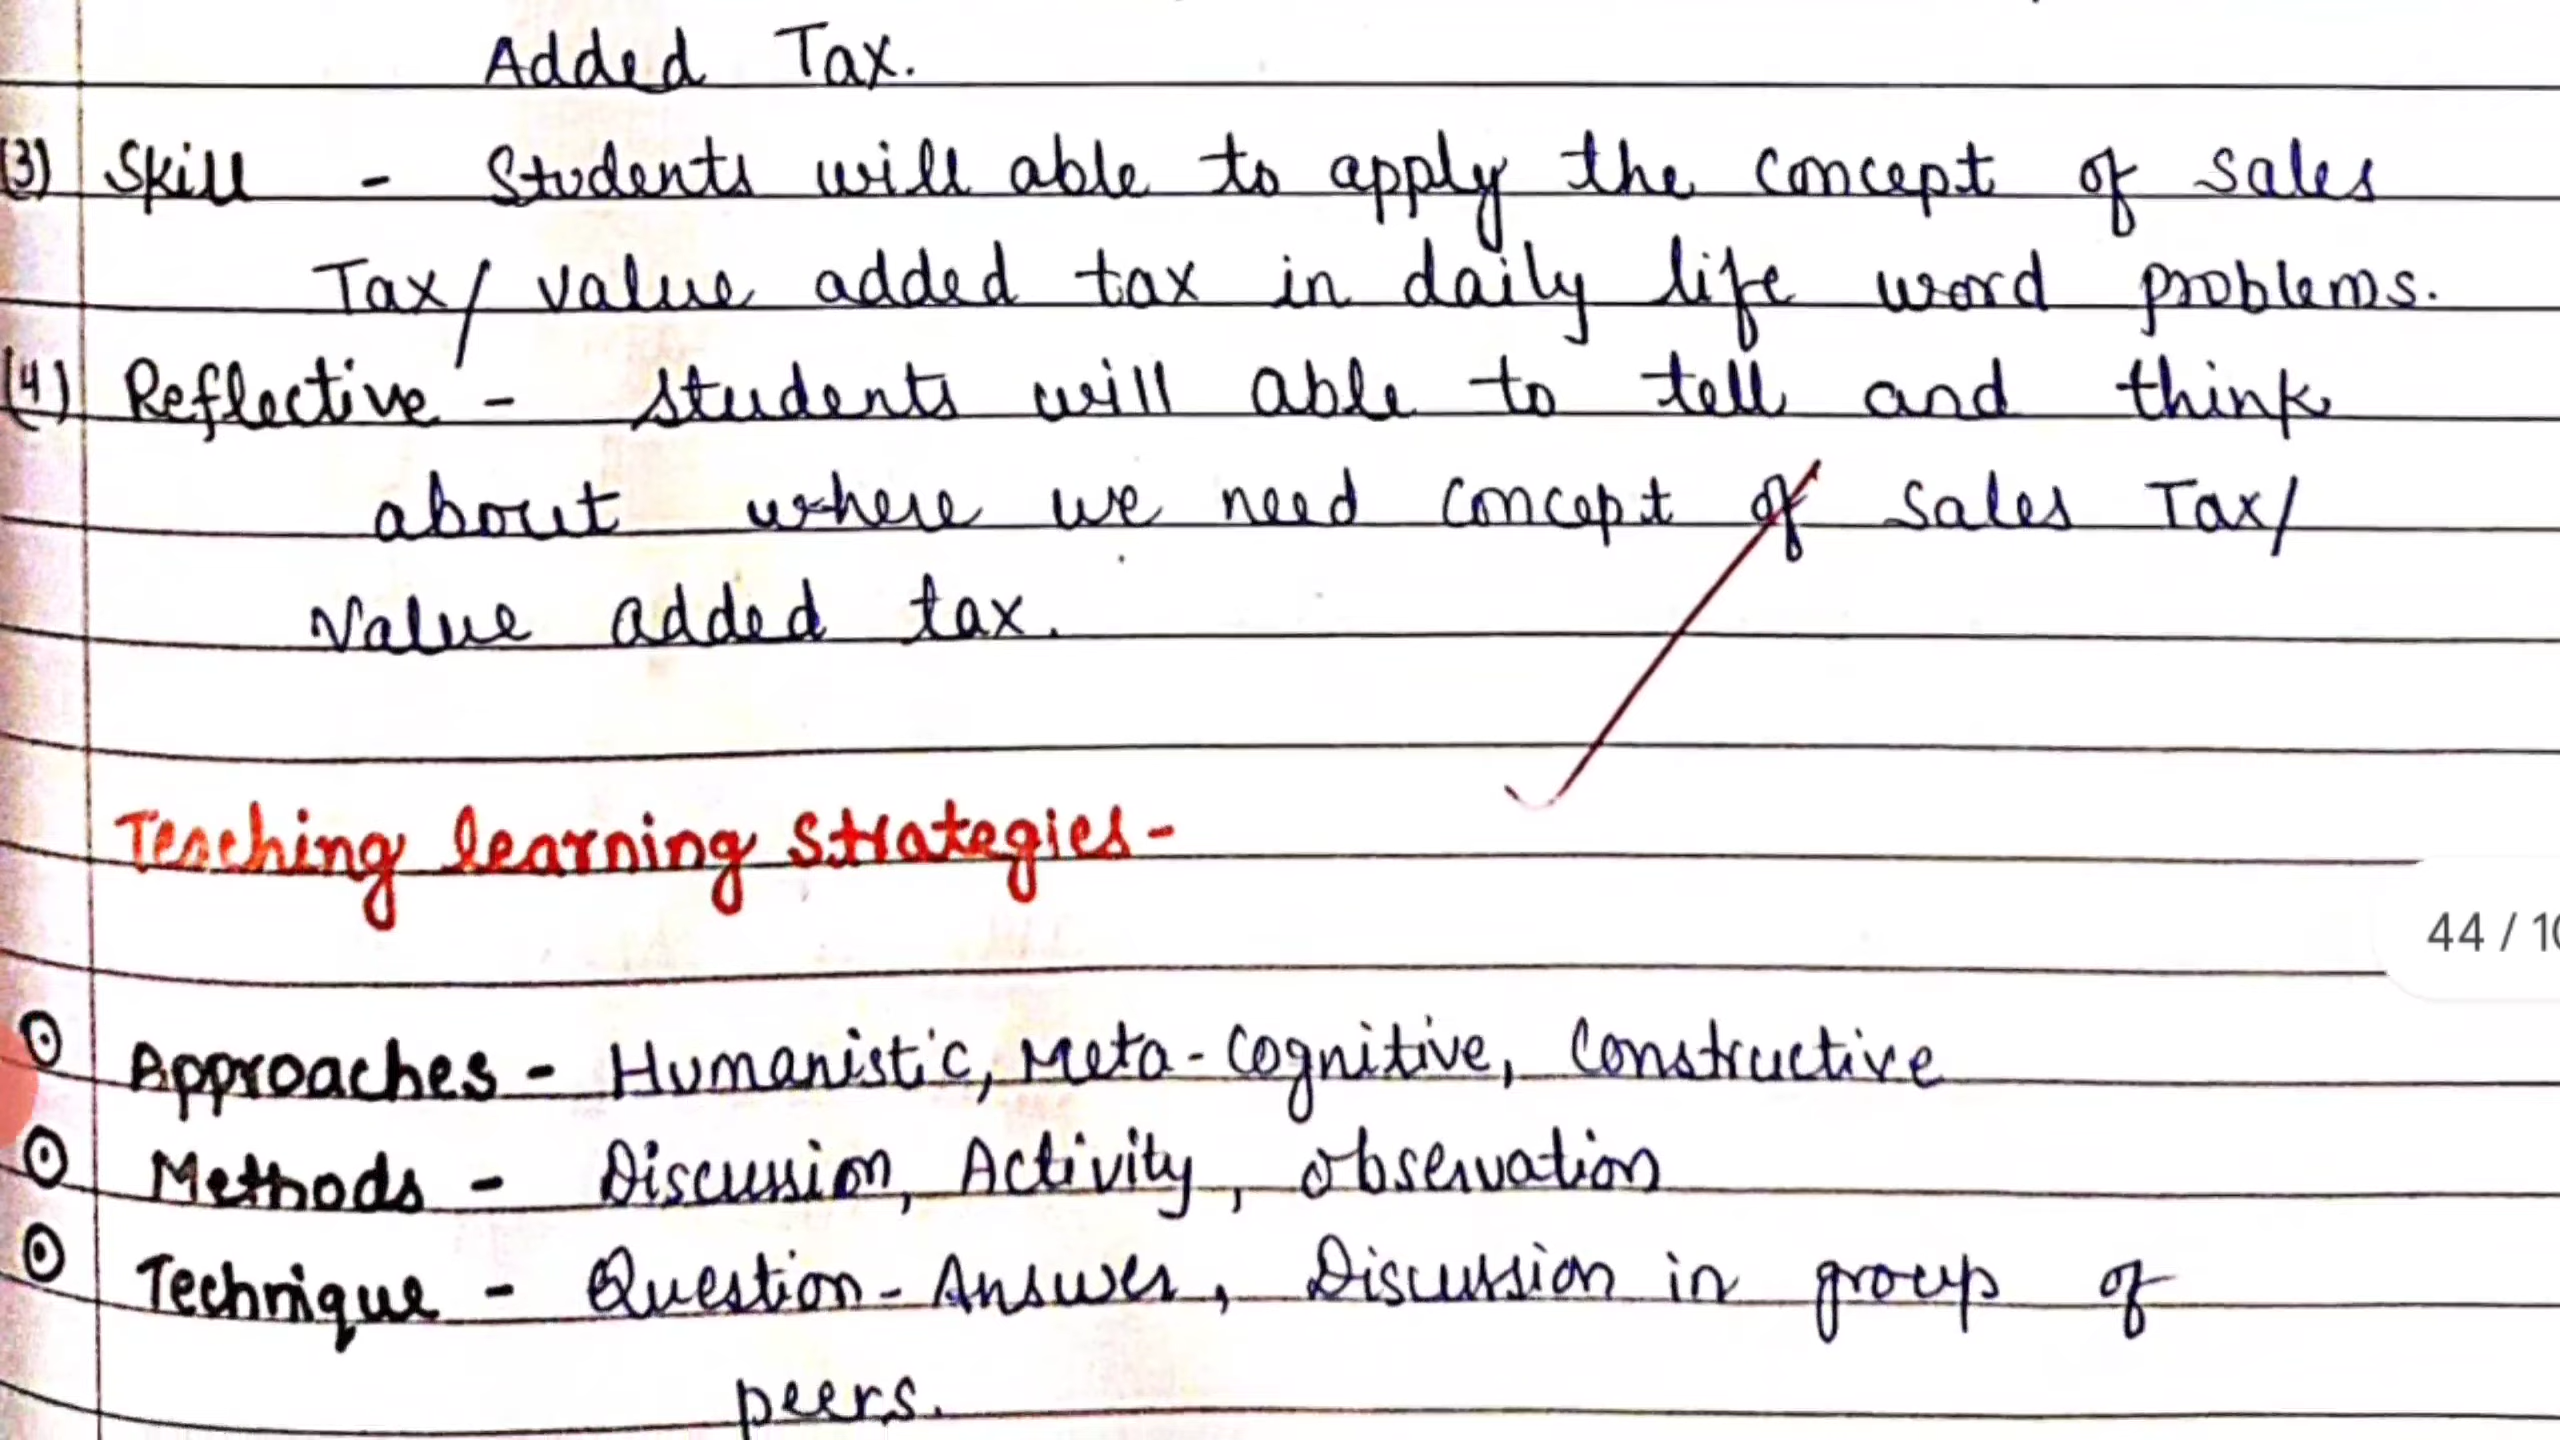 Added Tax.
(3) Skill - Students will able to apply the concept of sales
Tax/ value added tax in daily life word problems.
(4) Reflective - students will able to tell and think
about where we need concept of Sales Tax/
Value added tax.
Teaching learning Strategies-
44 / 10
Approaches - Humanistic, Meta-Cognitive, Constructive
Methods - Discussion, Activity, Observation
Technique - Question-Answer, Discussion in group of
peers.